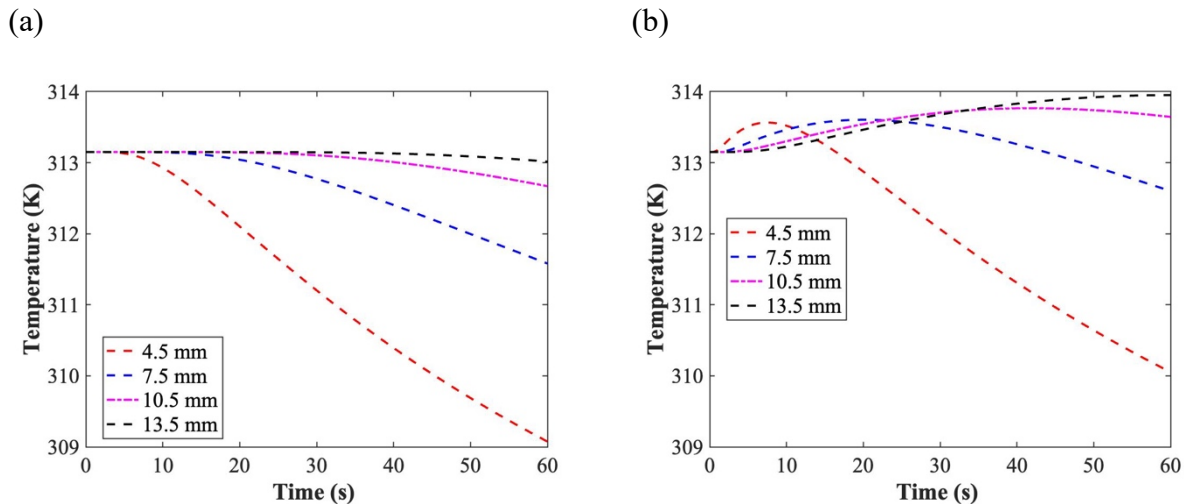 (a)
(b)
314
313
312
311
310
309
Temperature (K)
4.5 mm
7.5 mm
10.5 mm
13.5 mm
0 10 20 30 40 50 60
Time (s)
314
313
312
311
310
309
Temperature (K)
4.5 mm
7.5 mm
10.5 mm
13.5 mm
0 10 20 30 40 50 60
Time (s)